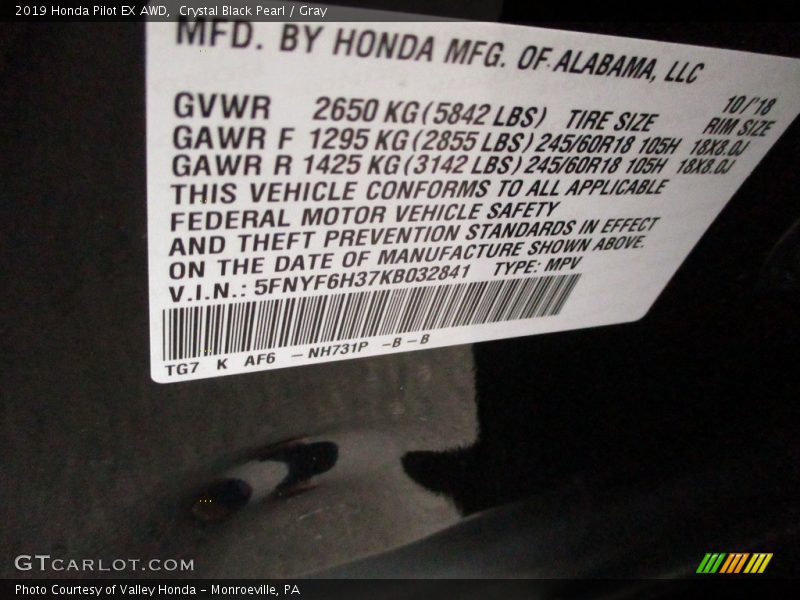 2019 Honda Pilot EX AWD,  Crystal Black Pearl / Gray
MFD. BY HONDA MFG. OF ALABAMA, LLC
10/'18
GVWR 2650 KG (5842 LBS) TIRE SIZE RIM SIZE
GAWR F 1295 KG (2855 LBS) 245/60R18 105H 18X8.0J
GAWR R 1425 KG (3142 LBS) 245/60R18 105H 18X8.0J
THIS VEHICLE CONFORMS TO ALL APPLICABLE
FEDERAL MOTOR VEHICLE SAFETY
AND THEFT PREVENTION STANDARDS IN EFFECT
ON THE DATE OF MANUFACTURE SHOWN ABOVE.
V.I.N.: 5FNYF6H37KB032841 TYPE: MPV
TG7 K AF6 – NH731P – B – B
GTCARLOT.COM
Photo Courtesy of Valley Honda – Monroeville, PA